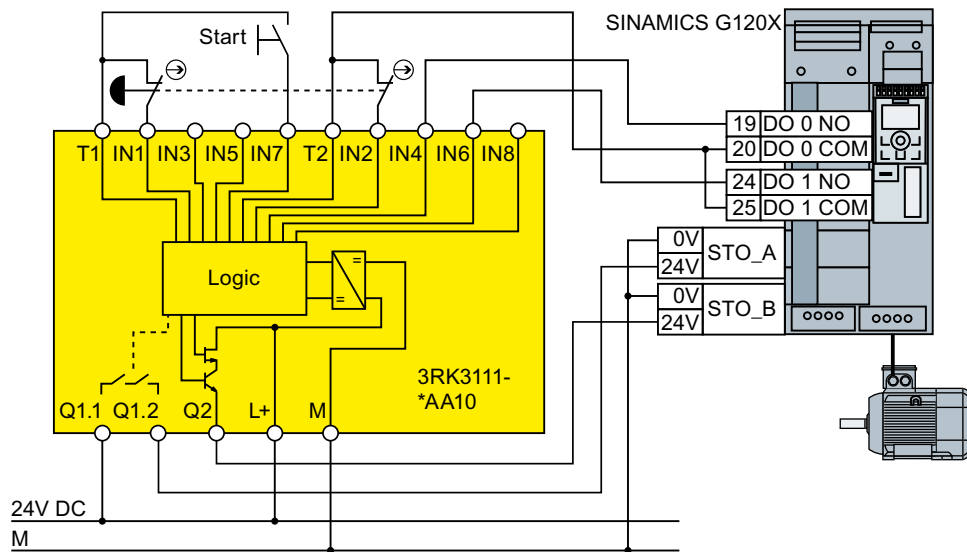 SINAMICS G120X
Start
T1 IN1 IN3 IN5 IN7 T2 IN2 IN4 IN6 IN8
19 DO 0 NO
20 DO 0 COM
24 DO 1 NO
25 DO 1 COM
0V
24V
STO_A
0V
24V
STO_B
Logic
=
=
3RK3111-
*AA10
Q1.1 Q1.2 Q2 L+ M
24V DC
M